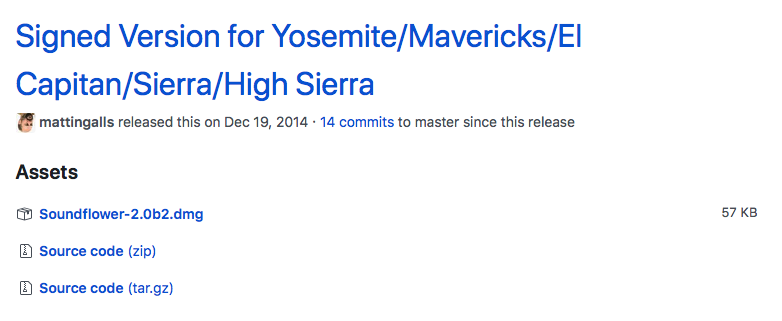 Signed Version for Yosemite/Mavericks/El
Capitan/Sierra/High Sierra
mattingalls released this on Dec 19, 2014 · 14 commits to master since this release
Assets
Soundflower-2.0b2.dmg 57 KB
Source code (zip)
Source code (tar.gz)